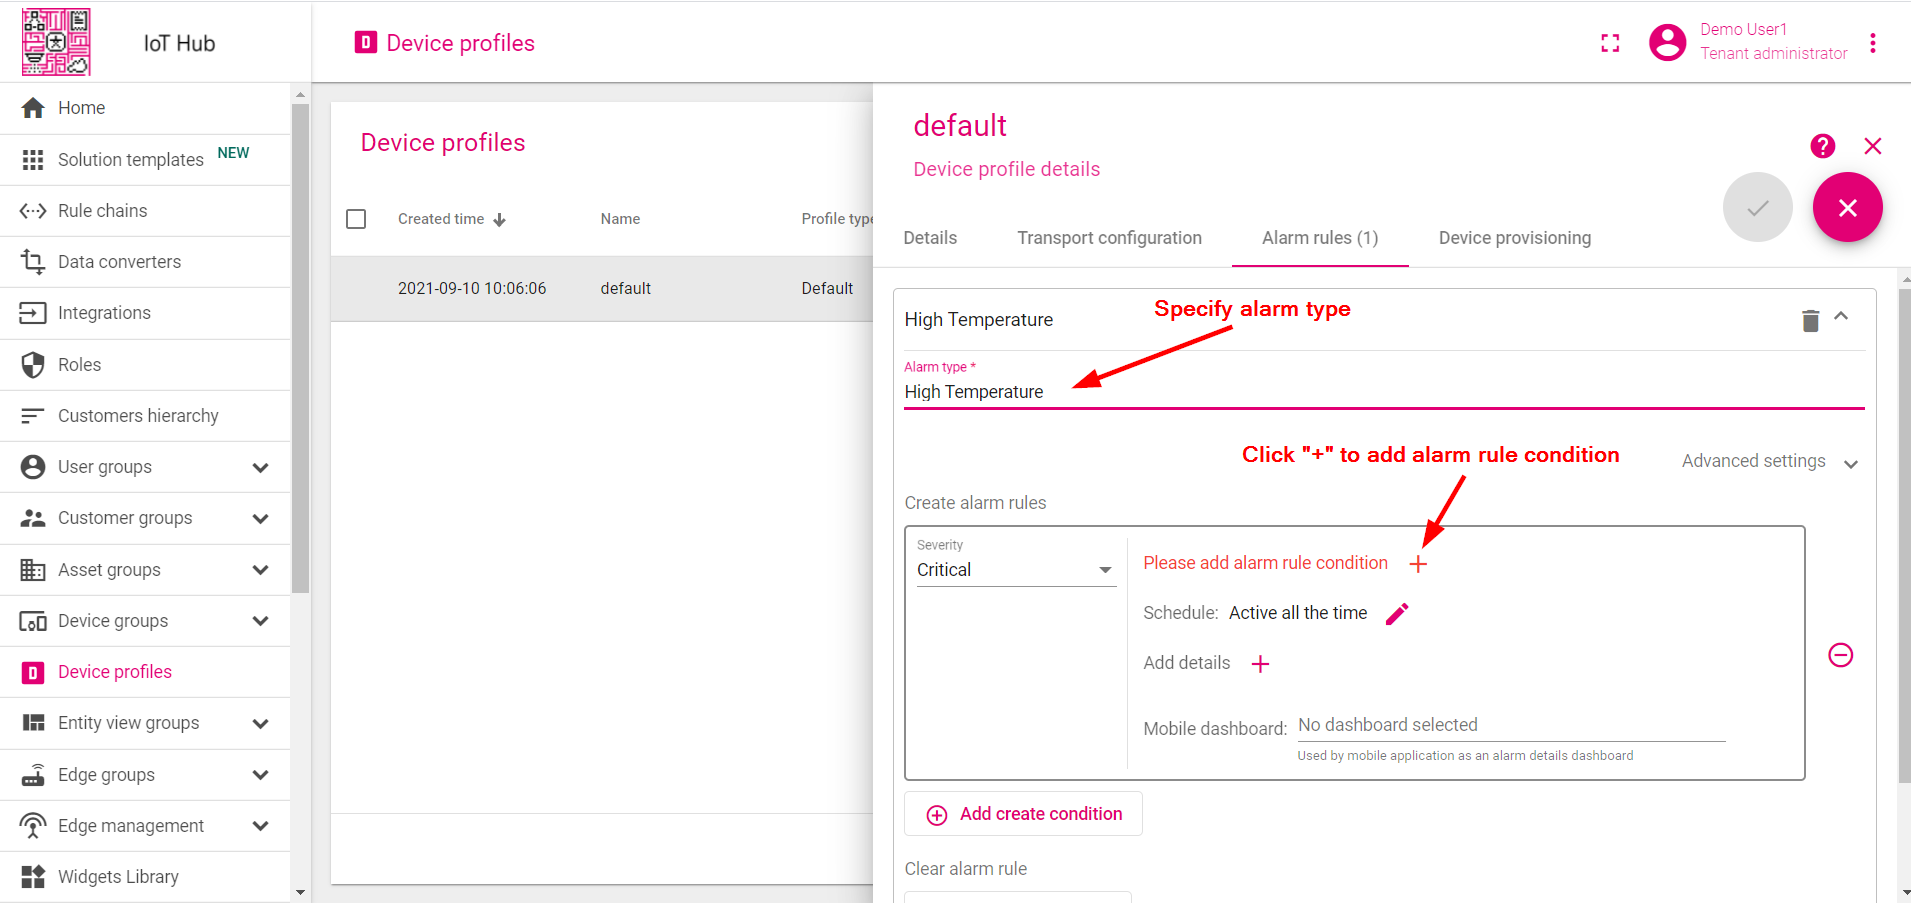 IoT Hub
Device profiles
Demo User1
Tenant administrator
Home
Solution templates NEW
Rule chains
Data converters
Integrations
Roles
Customers hierarchy
User groups
Customer groups
Asset groups
Device groups
Device profiles
Entity view groups
Edge groups
Edge management
Widgets Library
Device profiles
Created time Name Profile type
2021-09-10 10:06:06 default Default
default
Device profile details
Details Transport configuration Alarm rules (1) Device provisioning
High Temperature
Specify alarm type
Alarm type *
High Temperature
Click "+" to add alarm rule condition
Advanced settings
Create alarm rules
Severity
Critical
Please add alarm rule condition
Schedule: Active all the time
Add details
Mobile dashboard: No dashboard selected
Used by mobile application as an alarm details dashboard
Add create condition
Clear alarm rule